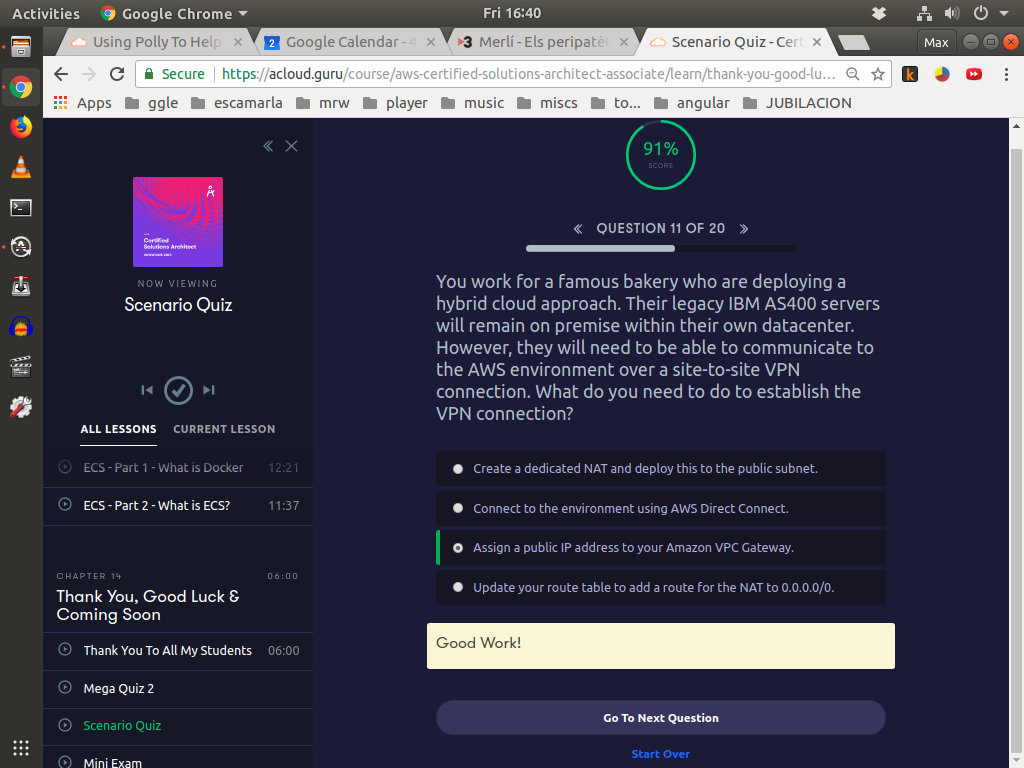 Activities Google Chrome Fri 16:40
Using Polly To Help Google Calendar - 4 Merlí - Els peripatèt Scenario Quiz - Cert Max
Secure https://acloud.guru/course/aws-certified-solutions-architect-associate/learn/thank-you-good-lu...
Apps ggle escamarla mrw player music miscs to... angular JUBILACION
Certified
Solutions Architect
NOW VIEWING
Scenario Quiz
ALL LESSONS CURRENT LESSON
ECS - Part 1 - What is Docker 12:21
ECS - Part 2 - What is ECS? 11:37
CHAPTER 14 06:00
Thank You, Good Luck &
Coming Soon
Thank You To All My Students 06:00
Mega Quiz 2
Scenario Quiz
Mini Exam
91%
SCORE
QUESTION 11 OF 20
You work for a famous bakery who are deploying a
hybrid cloud approach. Their legacy IBM AS400 servers
will remain on premise within their own datacenter.
However, they will need to be able to communicate to
the AWS environment over a site-to-site VPN
connection. What do you need to do to establish the
VPN connection?
Create a dedicated NAT and deploy this to the public subnet.
Connect to the environment using AWS Direct Connect.
Assign a public IP address to your Amazon VPC Gateway.
Update your route table to add a route for the NAT to 0.0.0.0/0.
Good Work!
Go To Next Question
Start Over